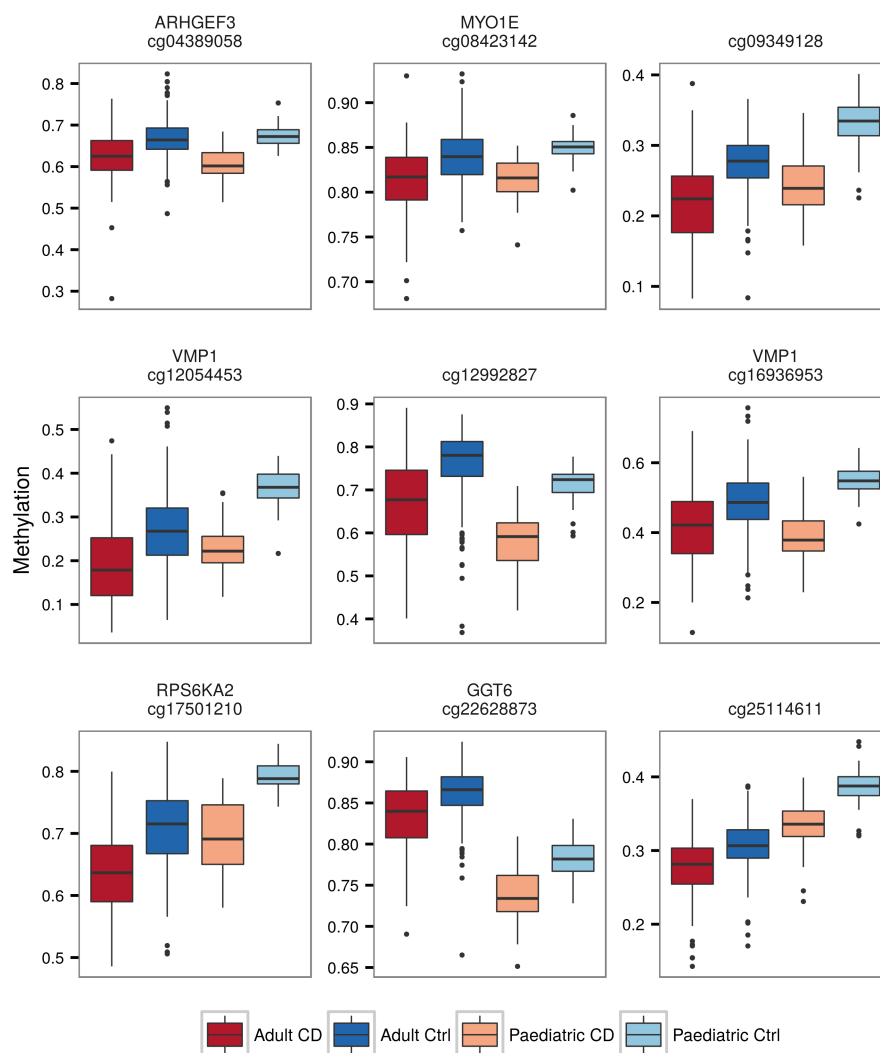 ARHGEF3
cg04389058
MYO1E
cg08423142
cg09349128
0.8
0.7
0.6
0.5
0.4
0.3
0.90
0.85
0.80
0.75
0.70
0.4
0.3
0.2
0.1
VMP1
cg12054453
cg12992827
VMP1
cg16936953
Methylation
0.5
0.4
0.3
0.2
0.1
0.9
0.8
0.7
0.6
0.5
0.4
0.6
0.4
0.2
RPS6KA2
cg17501210
GGT6
cg22628873
cg25114611
0.8
0.7
0.6
0.5
0.90
0.85
0.80
0.75
0.70
0.65
0.4
0.3
0.2
Adult CD
Adult Ctrl
Paediatric CD
Paediatric Ctrl